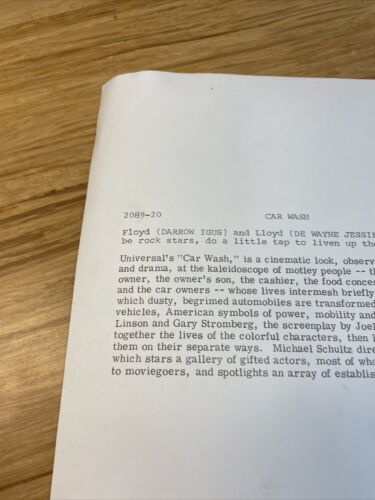 2089-20 CAR WASH
Floyd (DARROW IGUS) and Lloyd (DE WAYNE JESSIE
be rock stars, do a little tap to liven up the
Universal's "Car Wash," is a cinematic look, observ
and drama, at the kaleidoscope of motley people -- th
owner, the owner's son, the cashier, the food conces
and the car owners -- whose lives intermesh briefly
which dusty, begrimed automobiles are transformed
vehicles, American symbols of power, mobility and
Linson and Gary Stromberg, the screenplay by Joel
together the lives of the colorful characters, then
them on their separate ways. Michael Schultz dire
which stars a gallery of gifted actors, most of who
to moviegoers, and spotlights an array of establis